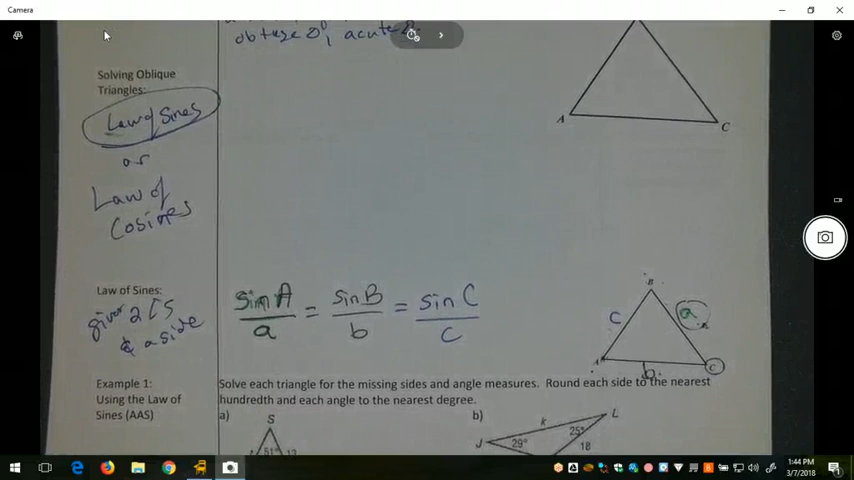 Camera
obtuse
acute
A
C
Solving Oblique
Triangles:
Law of Sines
or
Law of
Cosines
Law of Sines:
given 2 ∠s
& a side
sin A / a = sin B / b = sin C / c
B
c
a
A
b
C
Example 1:
Using the Law of
Sines (AAS)
Solve each triangle for the missing sides and angle measures. Round each side to the nearest
hundredth and each angle to the nearest degree.
a)
S
51°
b)
L
k
25°
J
29°
18
1:44 PM
3/7/2018